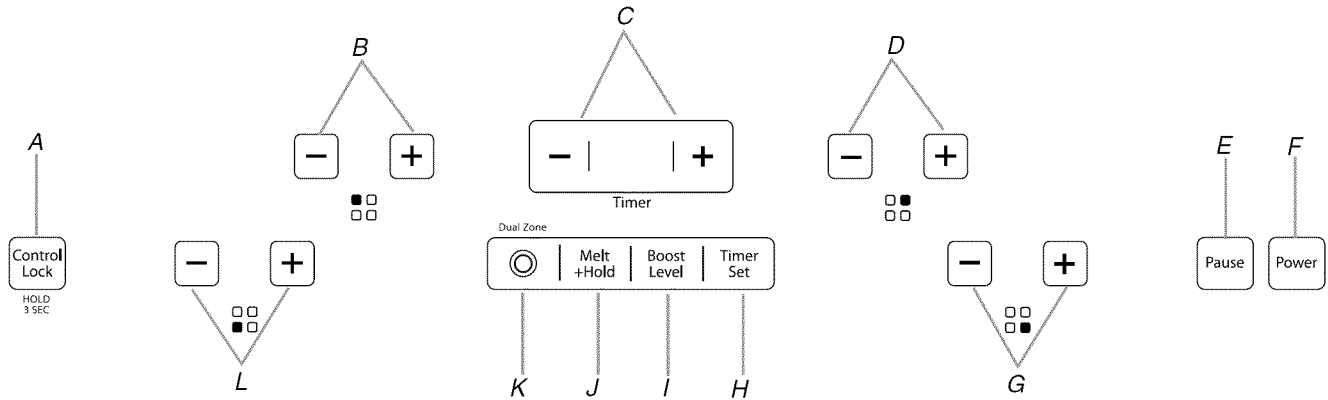 C
B
D
A
E
F
− +
− | | +
− +
Timer
Dual Zone
Control
Lock
− +
Melt
+Hold
Boost
Level
Timer
Set
− +
Pause
Power
HOLD
3 SEC
L
K
J
I
H
G